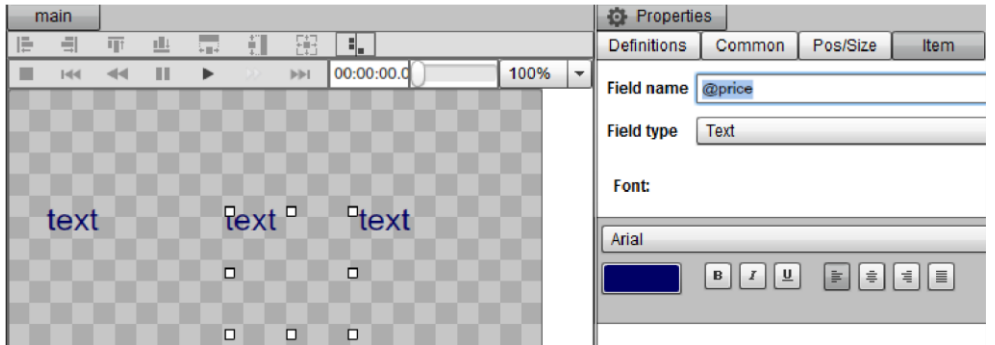 main
Properties
Definitions Common Pos/Size Item
00:00:00.0 100%
Field name @price
Field type Text
Font:
text text text
Arial
B I U